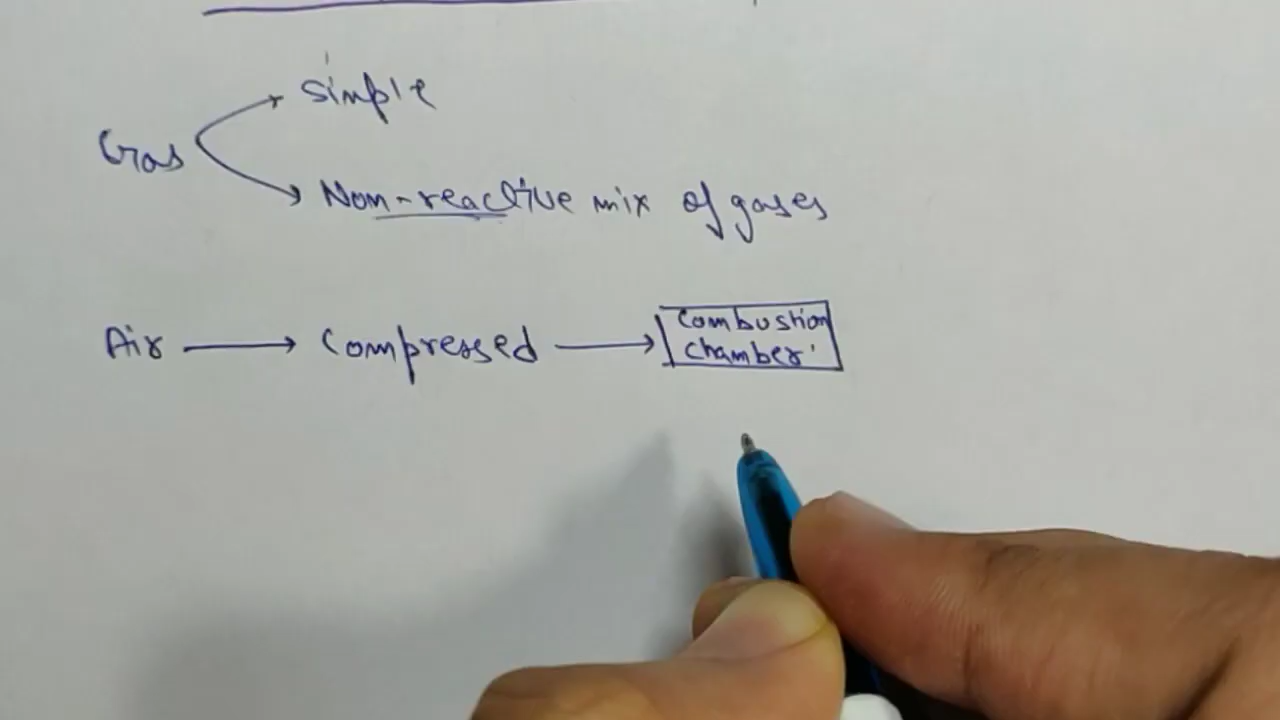 Simple
Gas
Non-reactive mix of gases
Air Compressed Combustion
chamber